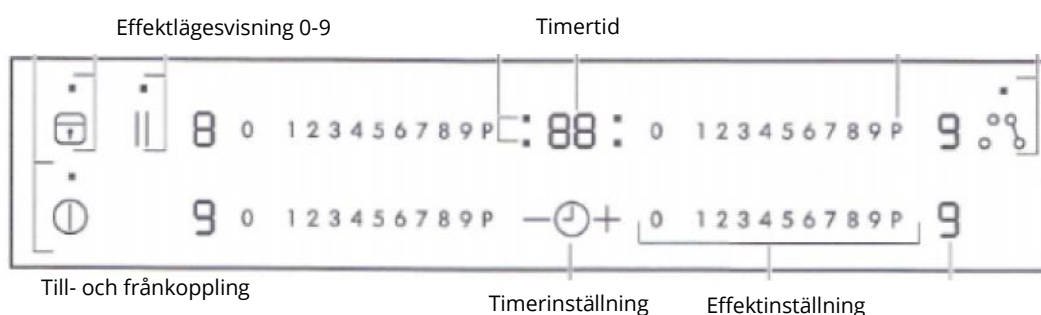 Effektlägesvisning 0-9 Timertid
8 0 1 2 3 4 5 6 7 8 9 P 88 0 1 2 3 4 5 6 7 8 9 P 9
9 0 1 2 3 4 5 6 7 8 9 P — + 0 1 2 3 4 5 6 7 8 9 P 9
Till- och frånkoppling
Timerinställning Effektinställning